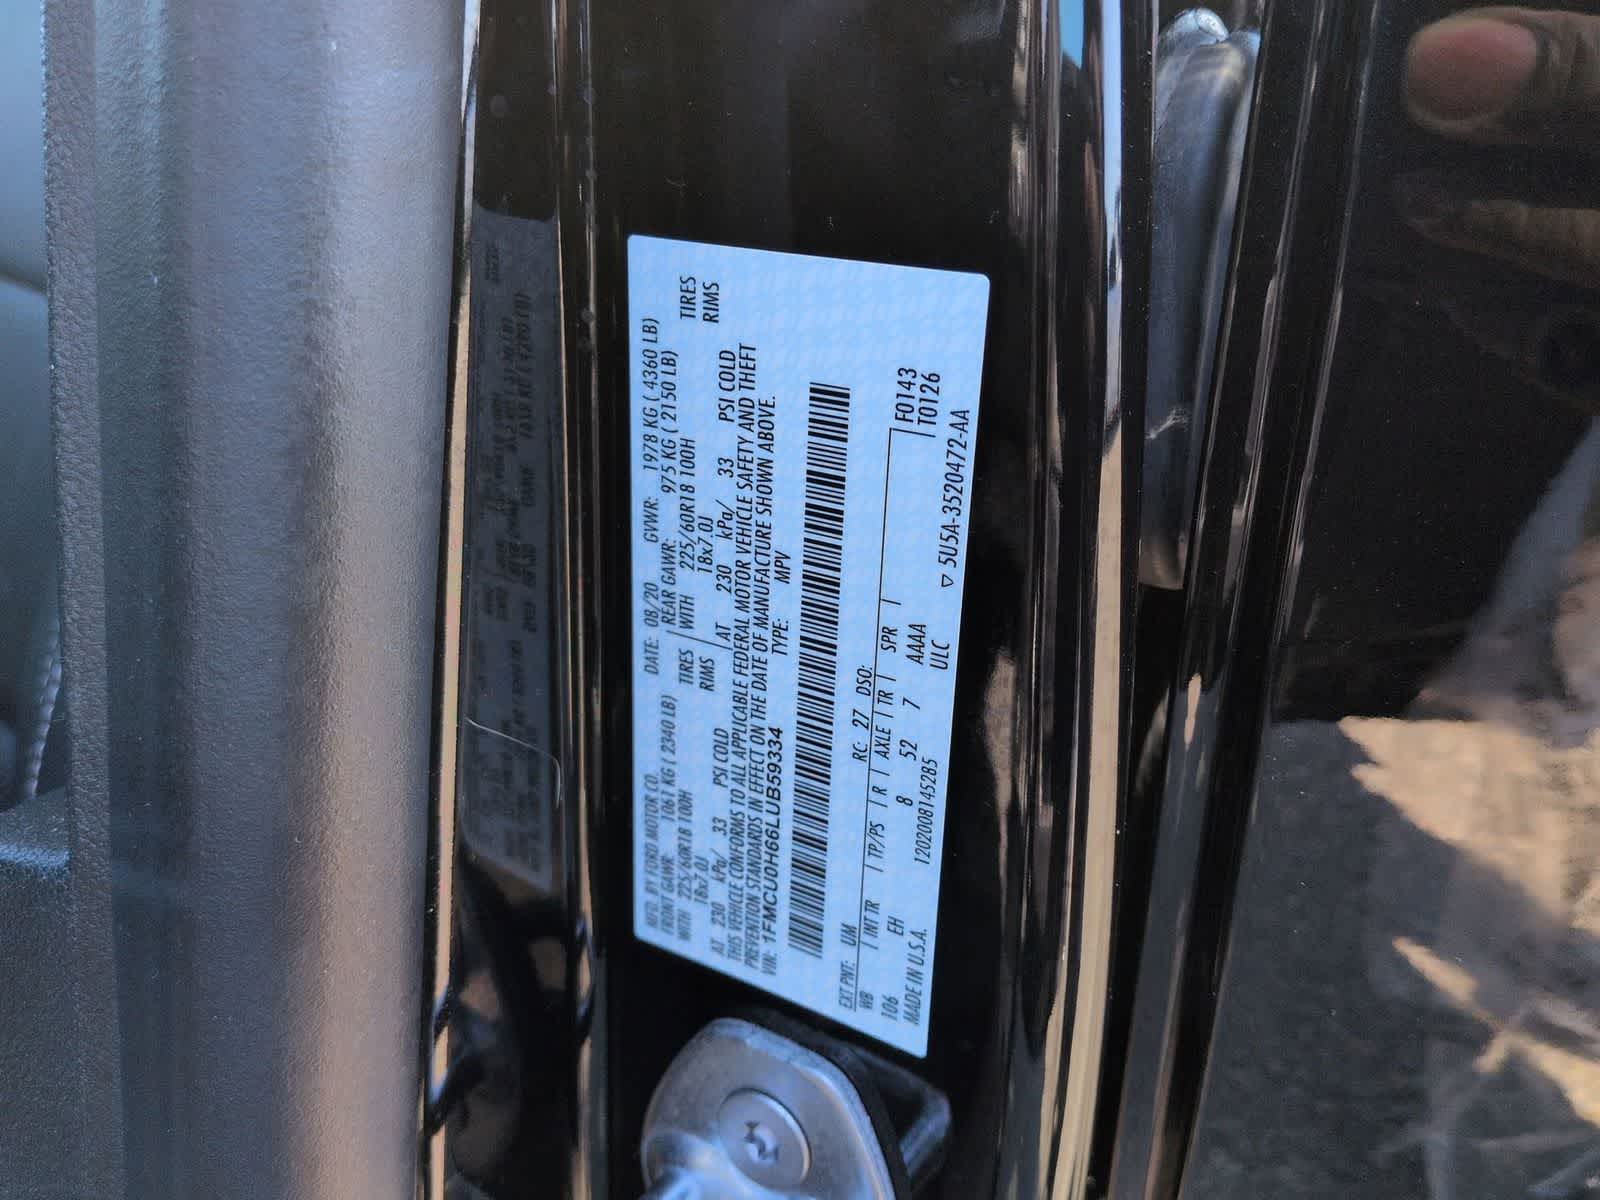 MFD. BY FORD MOTOR CO.
DATE: 08/20 GVWR: 1978 KG ( 4360 LB)
FRONT GAWR: 1061 KG ( 2340 LB) REAR GAWR: 975 KG ( 2150 LB)
WITH 225/60R18 100H TIRES WITH 225/60R18 100H TIRES
18x7.0J RIMS 18x7.0J RIMS
AT 230 kPa/ 33 PSI COLD AT 230 kPa/ 33 PSI COLD
THIS VEHICLE CONFORMS TO ALL APPLICABLE FEDERAL MOTOR VEHICLE SAFETY AND THEFT
PREVENTION STANDARDS IN EFFECT ON THE DATE OF MANUFACTURE SHOWN ABOVE.
VIN: 1FMCU0H66LUB59334 TYPE: MPV
EXT PNT: UM RC: 27 DSO: F0143
WB INT TR TP/PS R AXLE TR SPR T0126
106 EH 8 52 7 AAAA
MADE IN U.S.A. 1202008145285 ULC ▽ 5U5A-3520472-AA